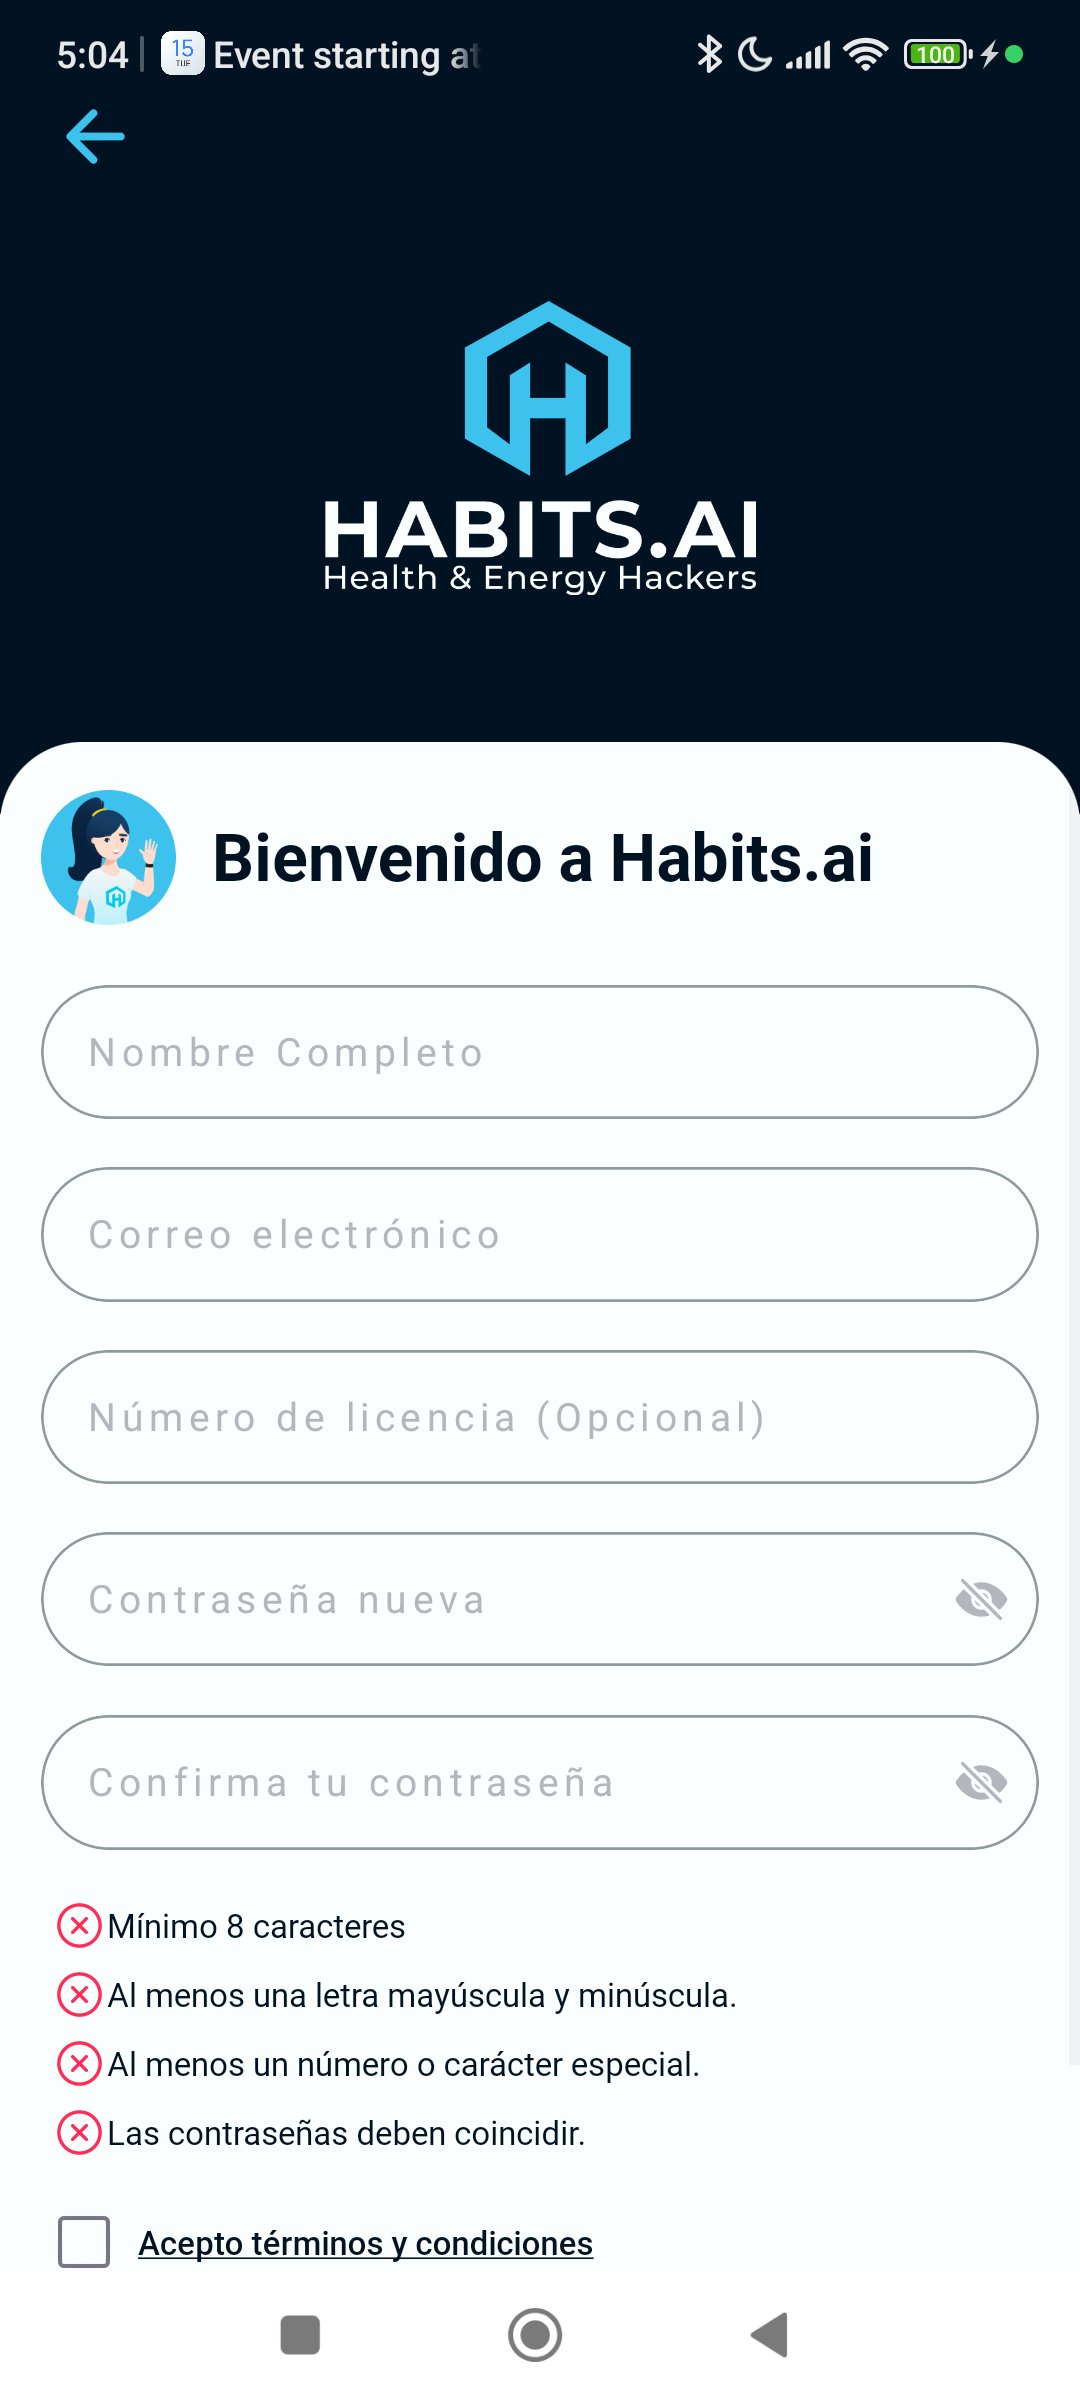 5:04
15
TUE
Event starting at
100
HABITS.AI
Health & Energy Hackers
Bienvenido a Habits.ai
Nombre Completo
Correo electrónico
Número de licencia (Opcional)
Contraseña nueva
Confirma tu contraseña
Mínimo 8 caracteres
Al menos una letra mayúscula y minúscula.
Al menos un número o carácter especial.
Las contraseñas deben coincidir.
Acepto términos y condiciones